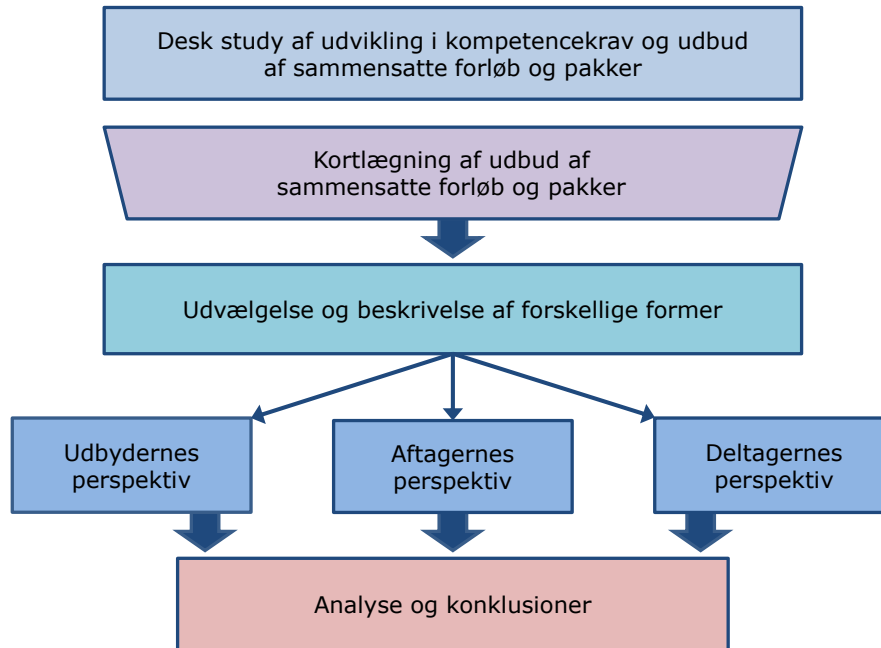 Desk study af udvikling i kompetencekrav og udbud
af sammensatte forløb og pakker
Kortlægning af udbud af
sammensatte forløb og pakker
Udvælgelse og beskrivelse af forskellige former
Udbydernes
perspektiv
Aftagernes
perspektiv
Deltagernes
perspektiv
Analyse og konklusioner